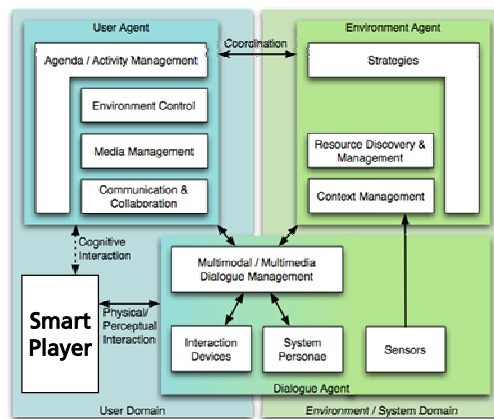 User Agent
Environment Agent
Coordination
Agenda / Activity Management
Strategies
Environment Control
Media Management
Resource Discovery &
Management
Communication &
Collaboration
Context Management
Cognitive
Interaction
Multimodal / Multimedia
Dialogue Management
Smart
Player
Physical/
Perceptual
Interaction
Interaction
Devices
System
Personae
Sensors
Dialogue Agent
User Domain
Environment / System Domain